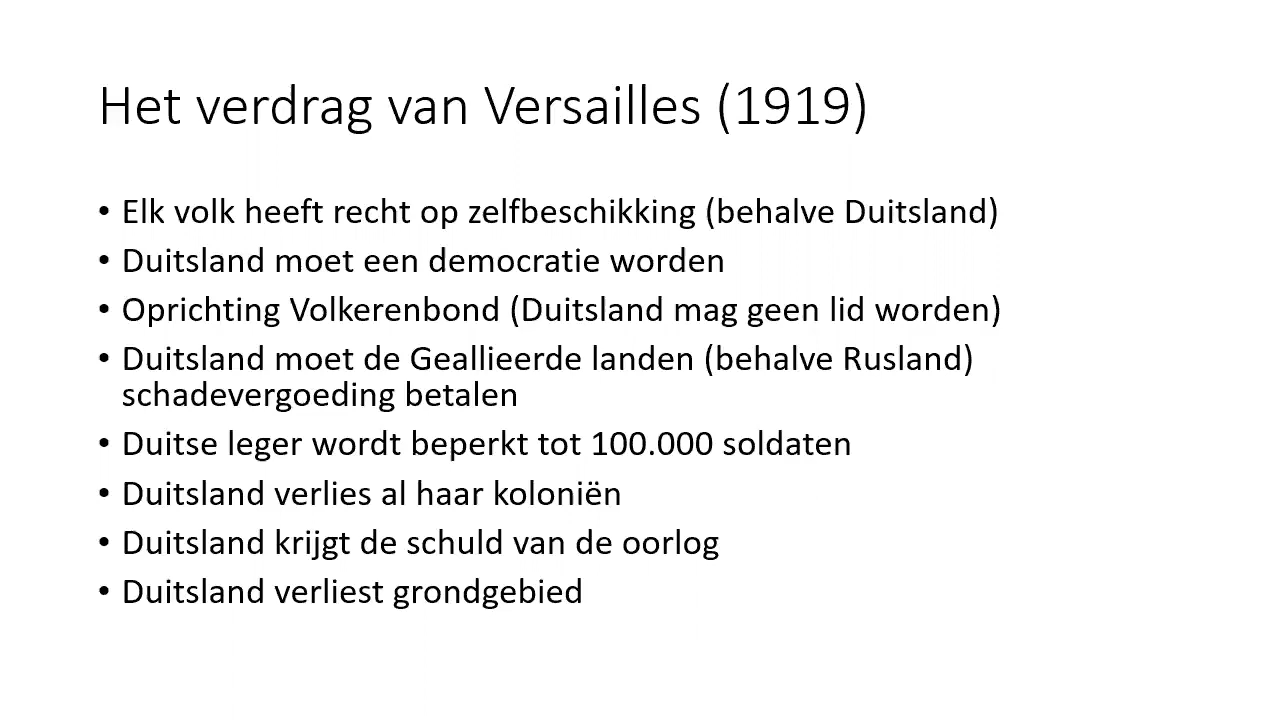 Het verdrag van Versailles (1919)
• Elk volk heeft recht op zelfbeschikking (behalve Duitsland)
• Duitsland moet een democratie worden
• Oprichting Volkerenbond (Duitsland mag geen lid worden)
• Duitsland moet de Geallieerde landen (behalve Rusland)
schadevergoeding betalen
• Duitse leger wordt beperkt tot 100.000 soldaten
• Duitsland verlies al haar koloniën
• Duitsland krijgt de schuld van de oorlog
• Duitsland verliest grondgebied